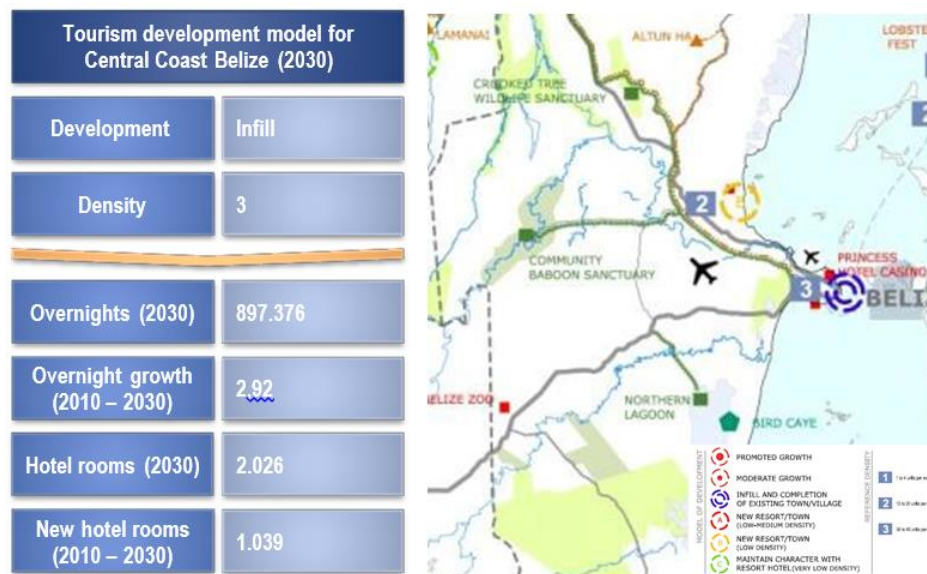 Tourism development model for
Central Coast Belize (2030)
Development
Infill
Density
3
Overnights (2030)
897.376
Overnight growth
(2010 – 2030)
2,92
Hotel rooms (2030)
2.026
New hotel rooms
(2010 – 2030)
1.039
LAMANAI
ALTUN HA
LOBSTE
FEST
CROOKED TREE
WILDLIFE SANCTUARY
2
2
COMMUNITY
BABOON SANCTUARY
PRINCESS
HOTEL CASINO
3
BELIZ
BELIZE ZOO
NORTHERN
LAGOON
BIRD CAYE
MODEL OF DEVELOPMENT
PROMOTED GROWTH
MODERATE GROWTH
INFILL AND COMPLETION
OF EXISTING TOWN/VILLAGE
A
NEW RESORT/TOWN
(LOW-MEDIUM DENSITY)
B
NEW RESORT/TOWN
(LOW DENSITY)
C
MAINTAIN CHARACTER WITH
RESORT HOTEL (VERY LOW DENSITY)
REFERENCE DENSITY
1
2
3